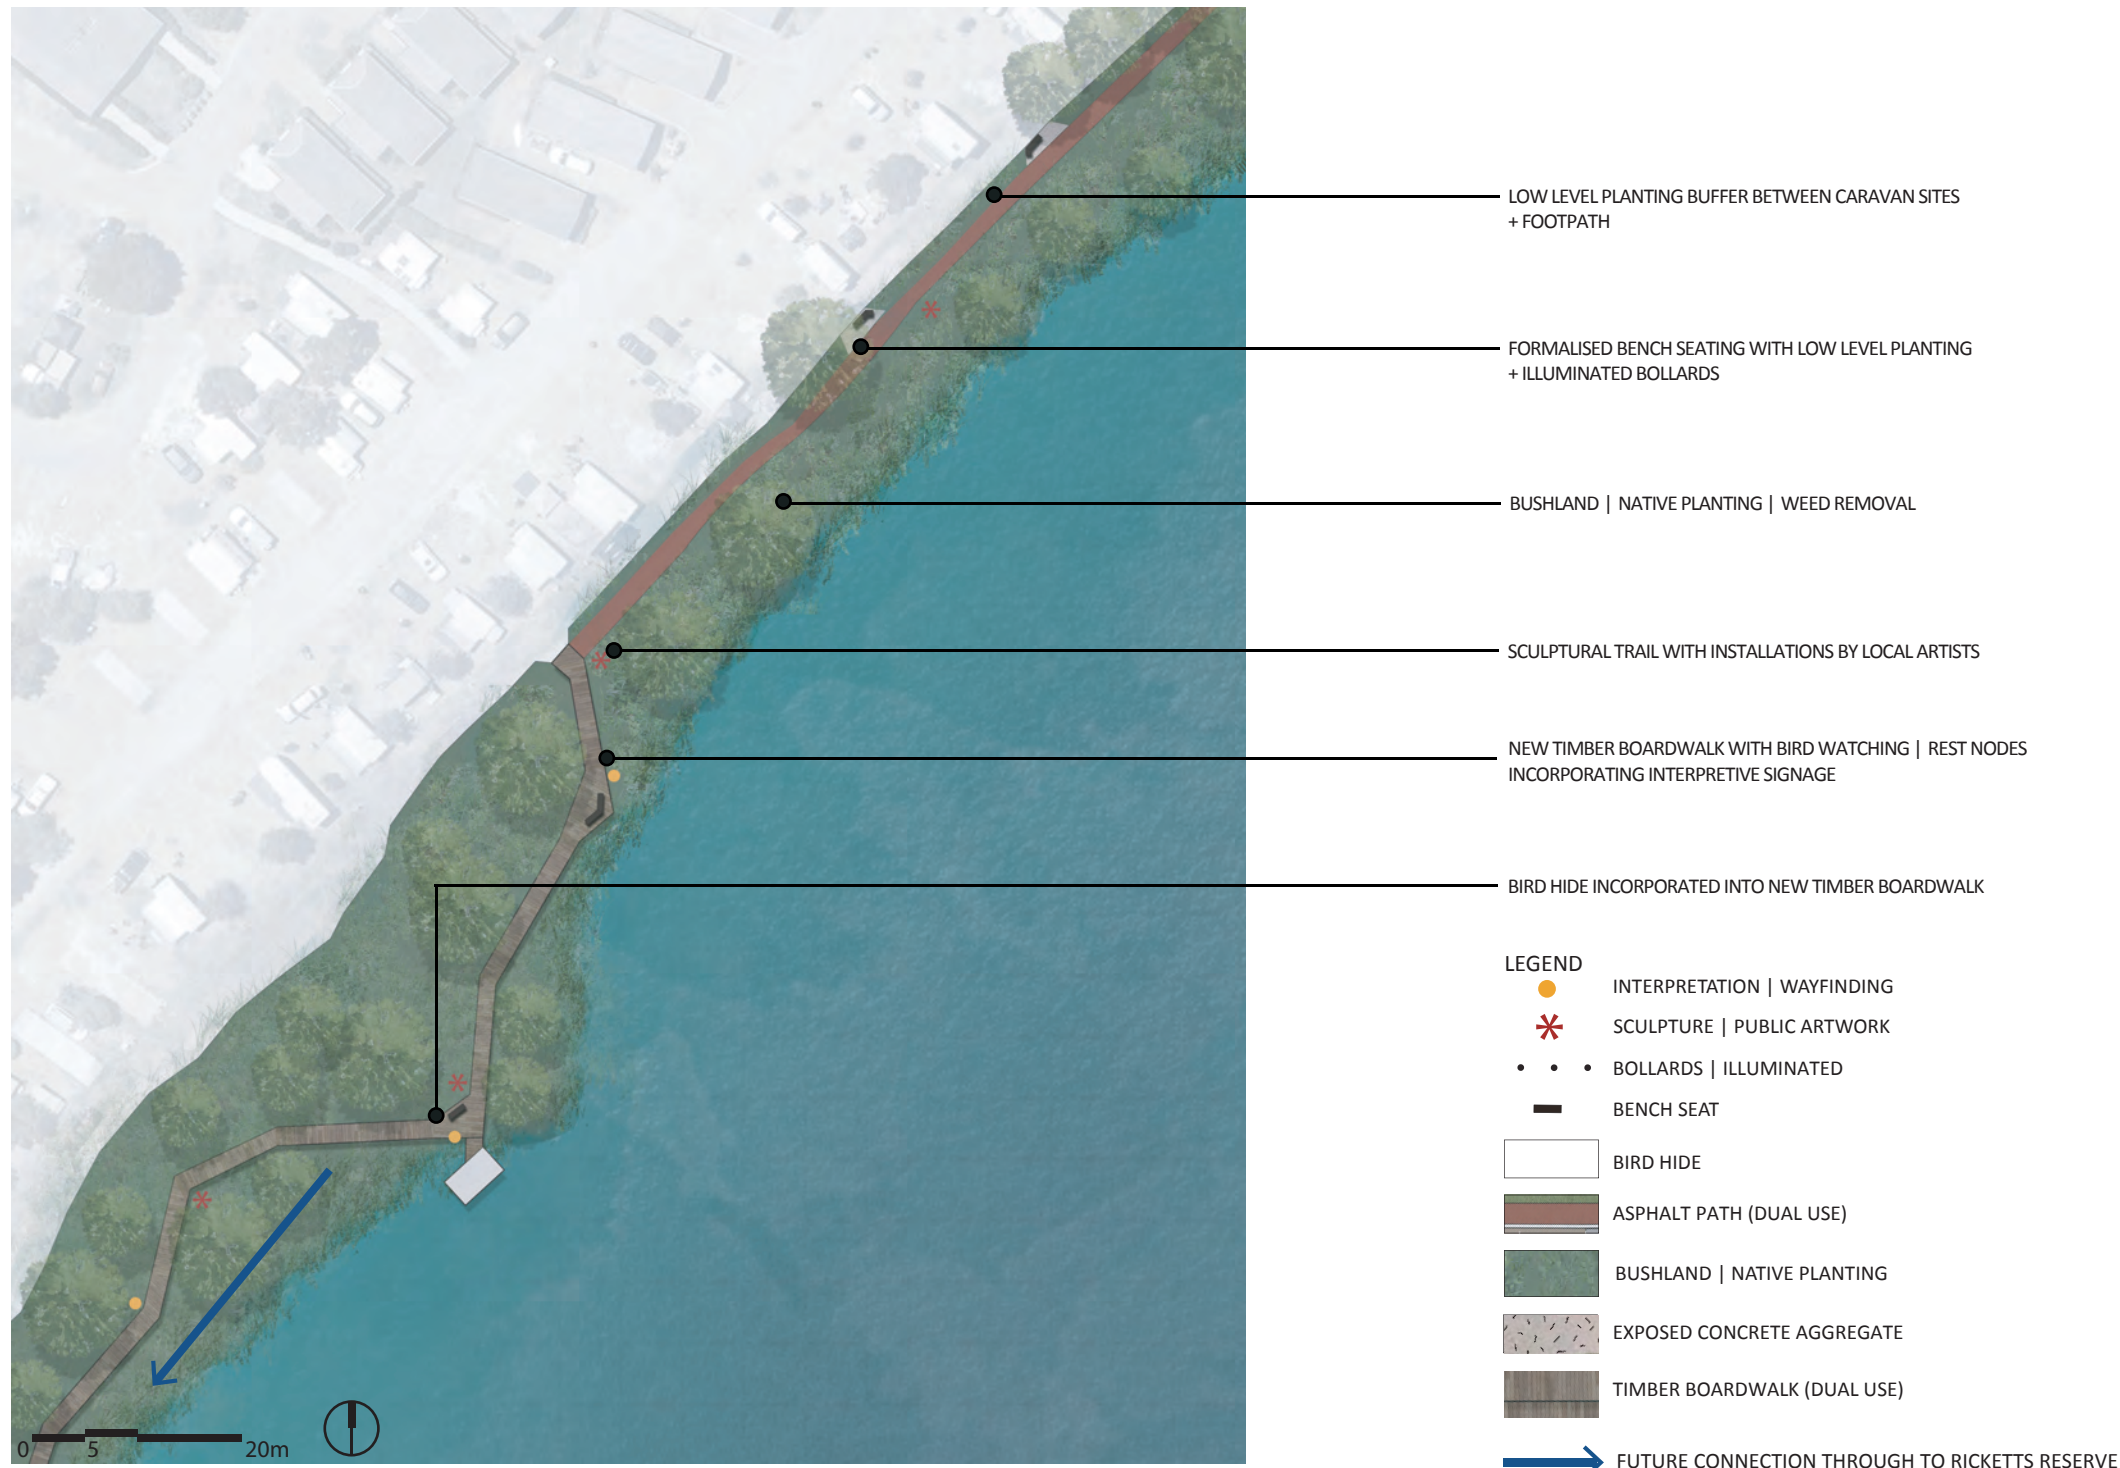 LOW LEVEL PLANTING BUFFER BETWEEN CARAVAN SITES
+ FOOTPATH
FORMALISED BENCH SEATING WITH LOW LEVEL PLANTING
+ ILLUMINATED BOLLARDS
BUSHLAND | NATIVE PLANTING | WEED REMOVAL
SCULPTURAL TRAIL WITH INSTALLATIONS BY LOCAL ARTISTS
NEW TIMBER BOARDWALK WITH BIRD WATCHING | REST NODES
INCORPORATING INTERPRETIVE SIGNAGE
BIRD HIDE INCORPORATED INTO NEW TIMBER BOARDWALK
LEGEND
INTERPRETATION | WAYFINDING
SCULPTURE | PUBLIC ARTWORK
BOLLARDS | ILLUMINATED
BENCH SEAT
BIRD HIDE
ASPHALT PATH (DUAL USE)
BUSHLAND | NATIVE PLANTING
EXPOSED CONCRETE AGGREGATE
TIMBER BOARDWALK (DUAL USE)
FUTURE CONNECTION THROUGH TO RICKETTS RESERVE
0 5 20m